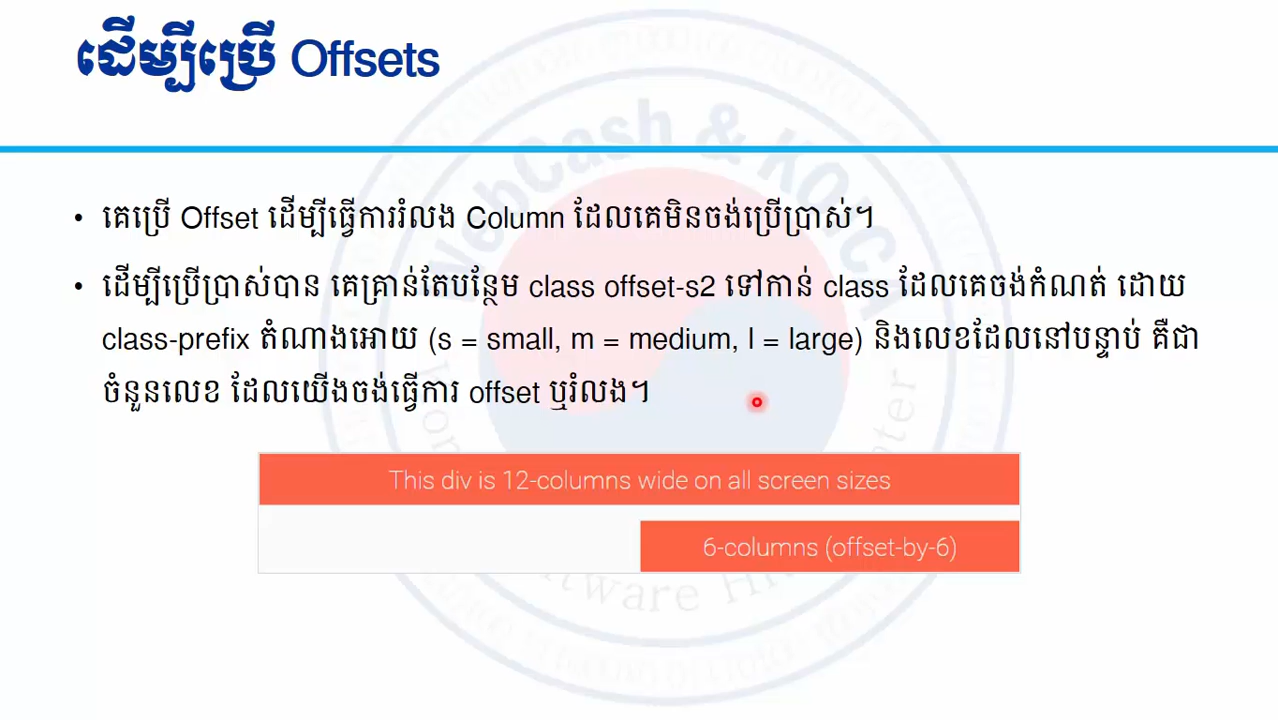 ដើម្បីប្រើ Offsets
• គេប្រើ Offset ដើម្បីធ្វើការរំលង Column ដែលគេមិនចង់ប្រើប្រាស់។
• ដើម្បីប្រើប្រាស់បាន គេគ្រាន់តែបន្ថែម class offset-s2 ទៅកាន់ class ដែលគេចង់កំណត់ ដោយ
class-prefix តំណាងអោយ (s = small, m = medium, l = large) និងលេខដែលនៅបន្ទាប់ គឺជា
ចំនួនលេខ ដែលយើងចង់ធ្វើការ offset ឬរំលង។
This div is 12-columns wide on all screen sizes
6-columns (offset-by-6)
WebCash & KOICA